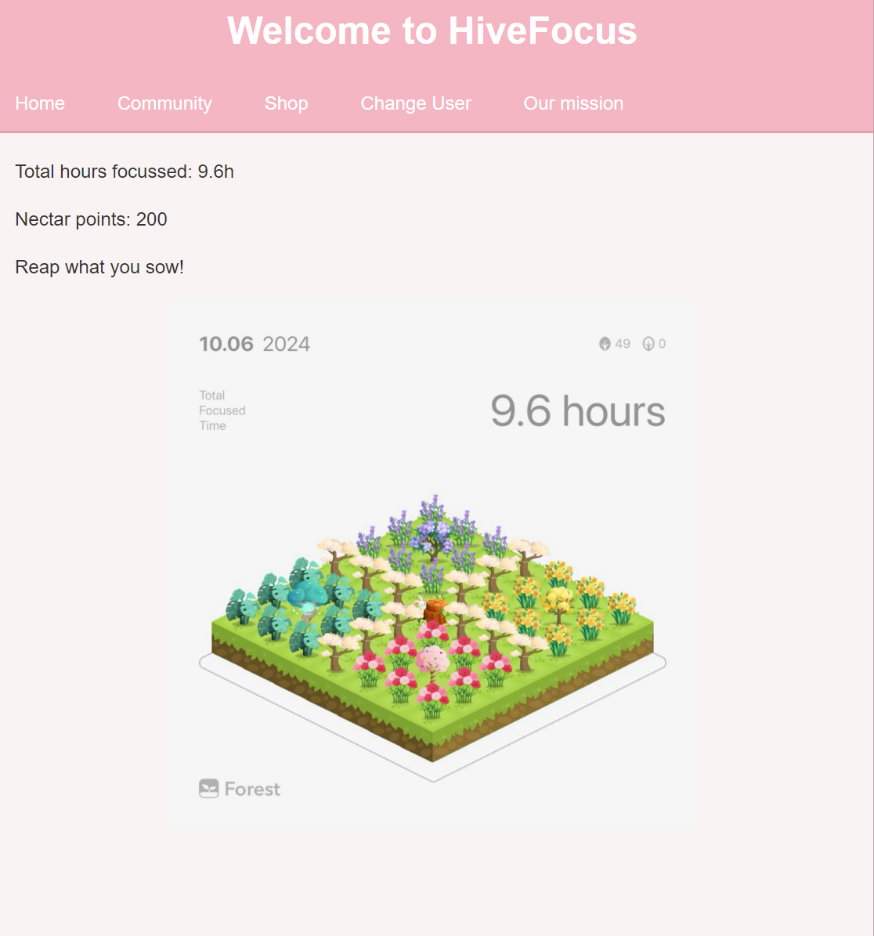 Welcome to HiveFocus
Home Community Shop Change User Our mission
Total hours focussed: 9.6h
Nectar points: 200
Reap what you sow!
10.06 2024 49 0
Total
Focused
Time
9.6 hours
Forest